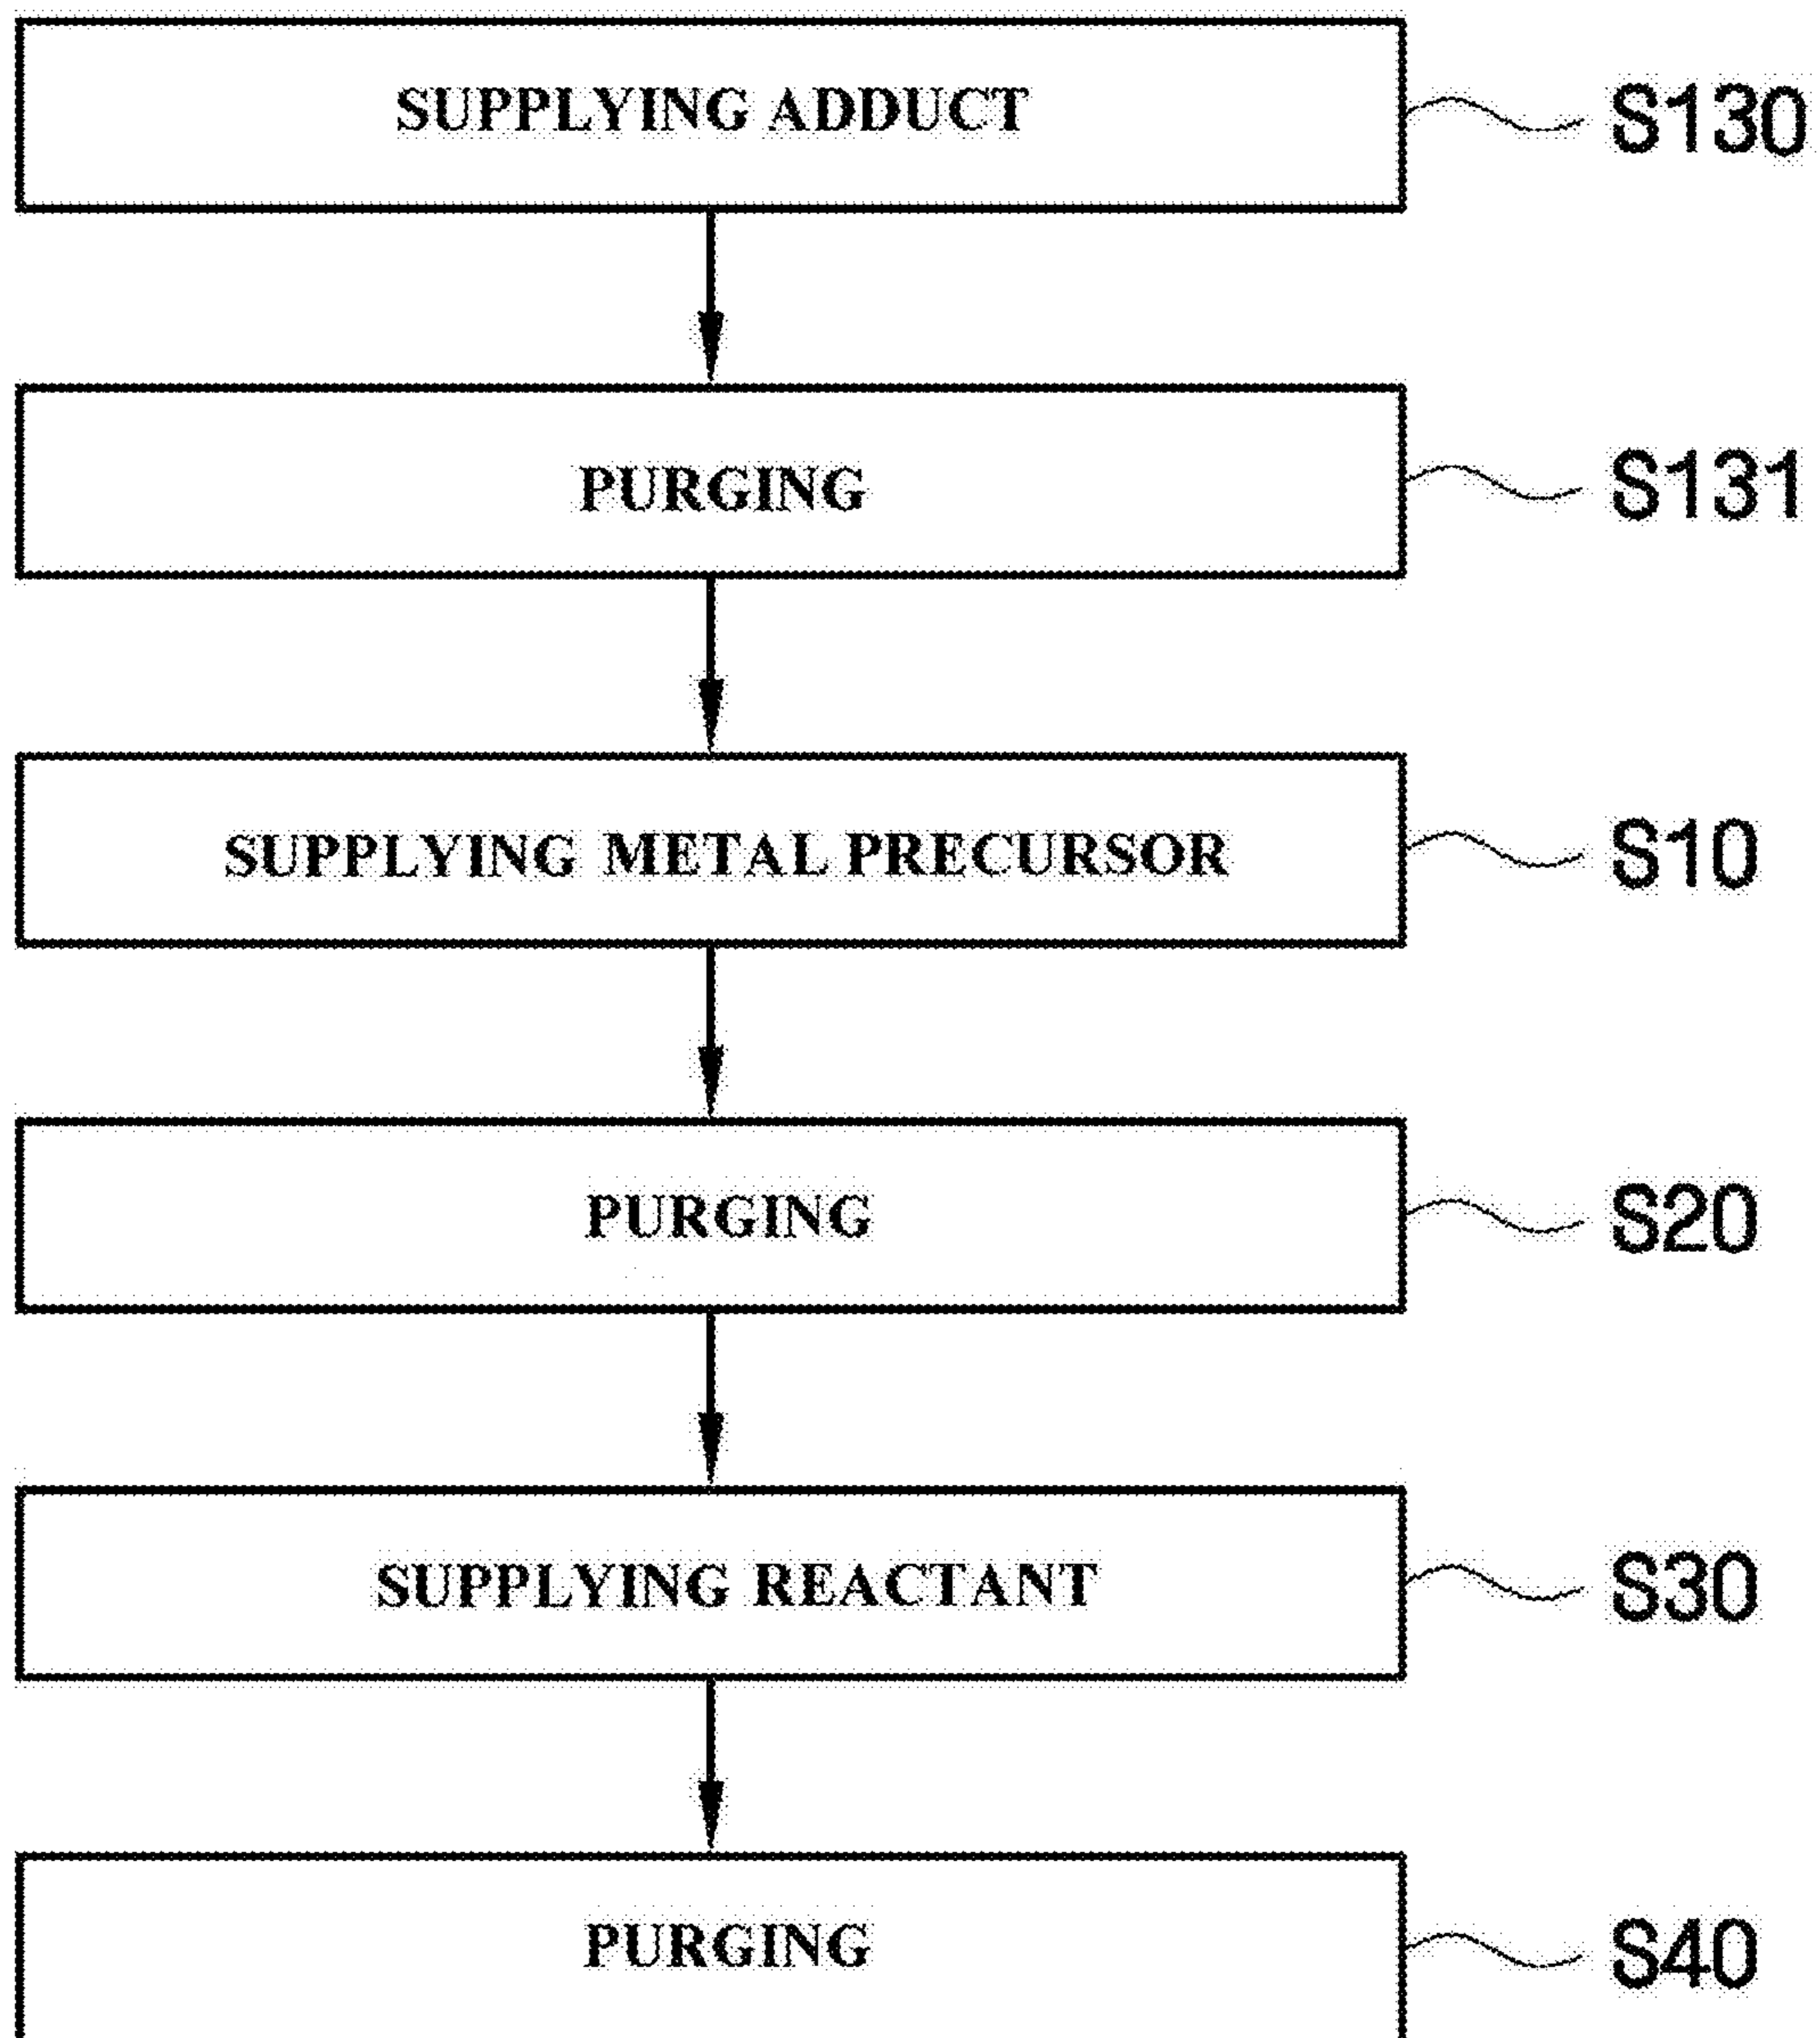 SUPPLYING ADDUCT S130
PURGING S131
SUPPLYING METAL PRECURSOR S10
PURGING S20
SUPPLYING REACTANT S30
PURGING S40